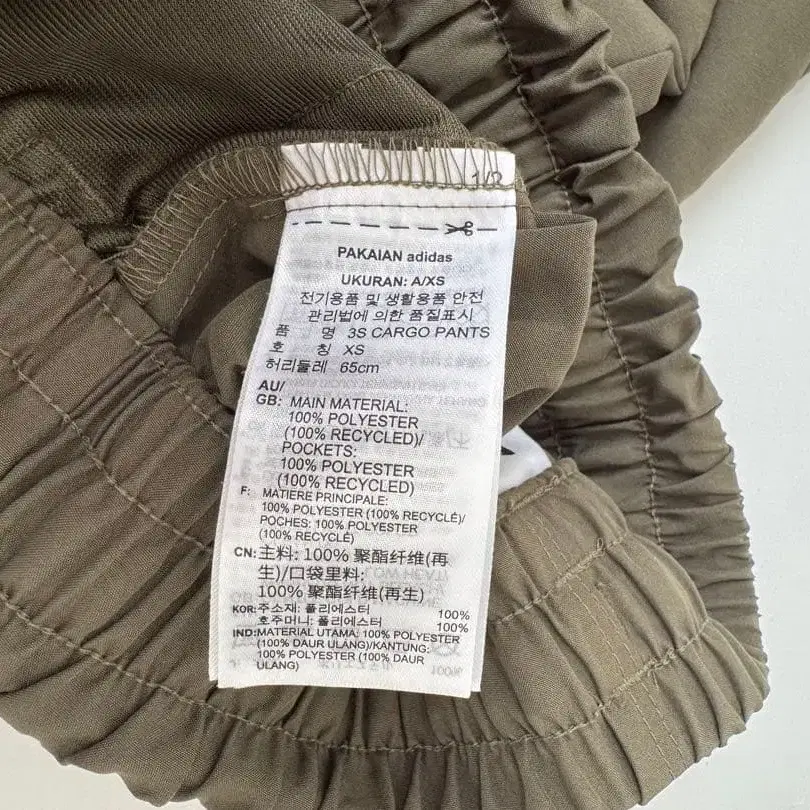 1/2
PAKAIAN adidas
UKURAN: A/XS
전기용품 및 생활용품 안전
관리법에 의한 품질표시
품 명 3S CARGO PANTS
호 칭 XS
허리둘레 65cm
AU/
GB: MAIN MATERIAL:
100% POLYESTER
(100% RECYCLED)/
POCKETS:
100% POLYESTER
(100% RECYCLED)
F: MATIERE PRINCIPALE:
100% POLYESTER (100% RECYCLÉ)/
POCHES: 100% POLYESTER
(100% RECYCLÉ)
CN: 主料: 100% 聚酯纤维(再
生)/口袋里料:
100% 聚酯纤维(再生)
KOR: 주소재: 폴리에스터 100%
호주머니: 폴리에스터 100%
IND: MATERIAL UTAMA: 100% POLYESTER
(100% DAUR ULANG)/KANTUNG:
100% POLYESTER (100% DAUR
ULANG)